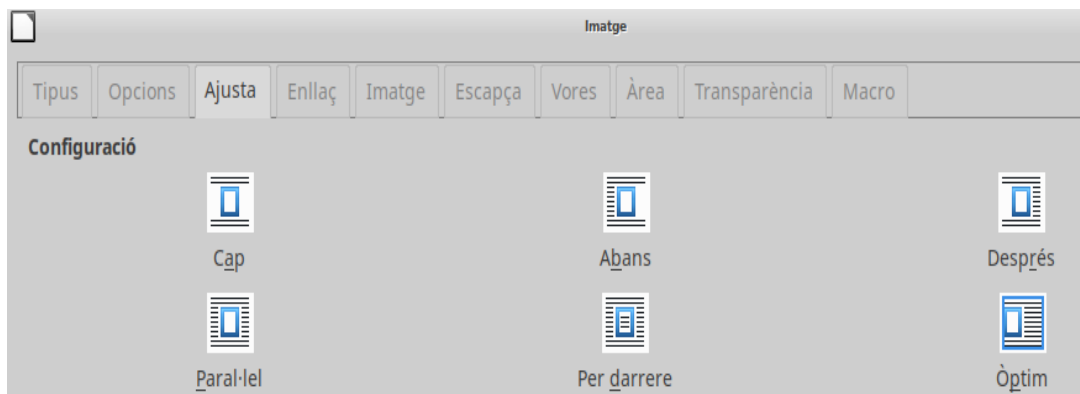 Imatge
Tipus Opcions Ajusta Enllaç Imatge Escapça Vores Àrea Transparència Macro
Configuració
Cap Abans Després
Paral·lel Per darrere Òptim